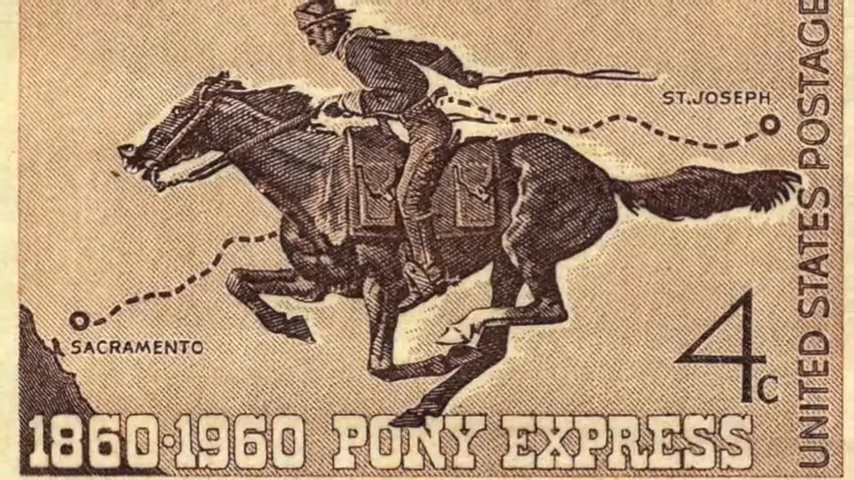 ST. JOSEPH
SACRAMENTO
4c
1860·1960 PONY EXPRESS
UNITED STATES POSTAGE